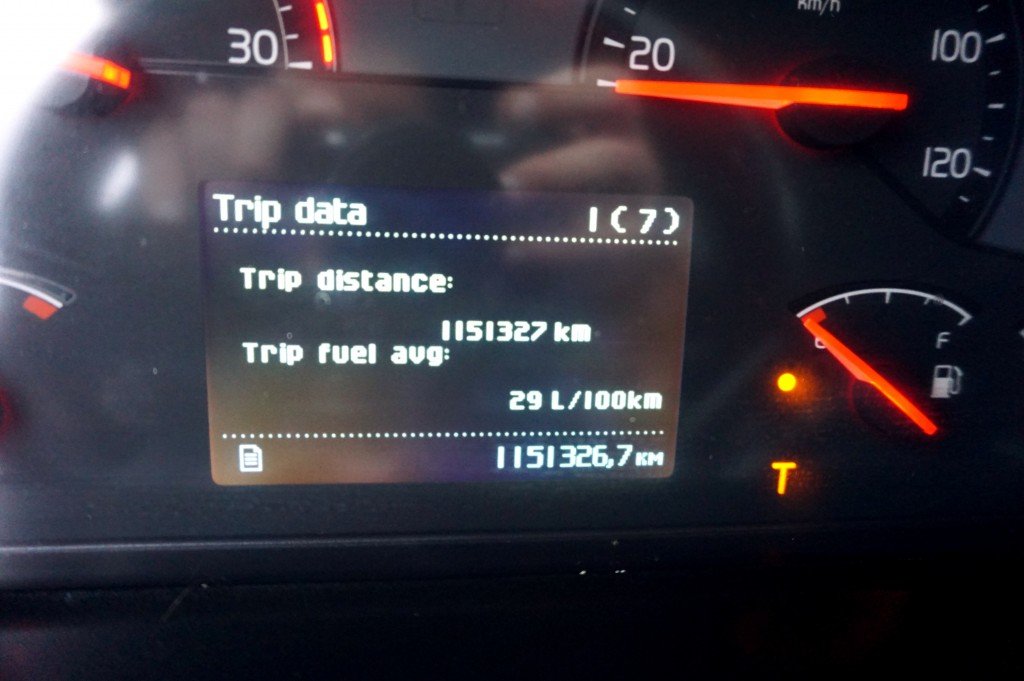 km/h
30
20
100
120
Trip data 1 (7)
Trip distance:
1151327 km
Trip fuel avg:
29 L/100km
F
1151326,7 KM
T